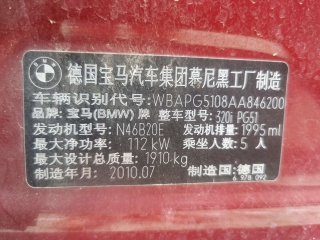 德国宝马汽车集团慕尼黑工厂制造
车辆识别代号:WBAPG5108AA846200
品牌:宝马(BMW)牌 整车型号:320i PG51
发动机型号:N46B20E 发动机排量:1995ml
最大净功率:112kW 乘坐人数:5人
最大设计总质量:1910kg
制造年月:2010.07 制造国:德国
6 978 092